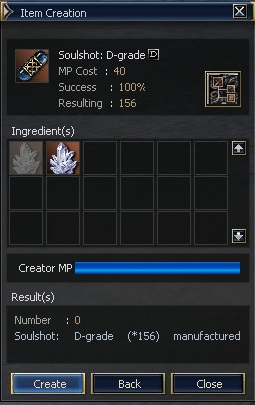 Item Creation
Soulshot: D-grade D
MP Cost : 40
Success : 100%
Resulting : 156
Ingredient(s)
Creator MP
Result(s)
Number : 0
Soulshot: D-grade (*156) manufactured
Create Back Close